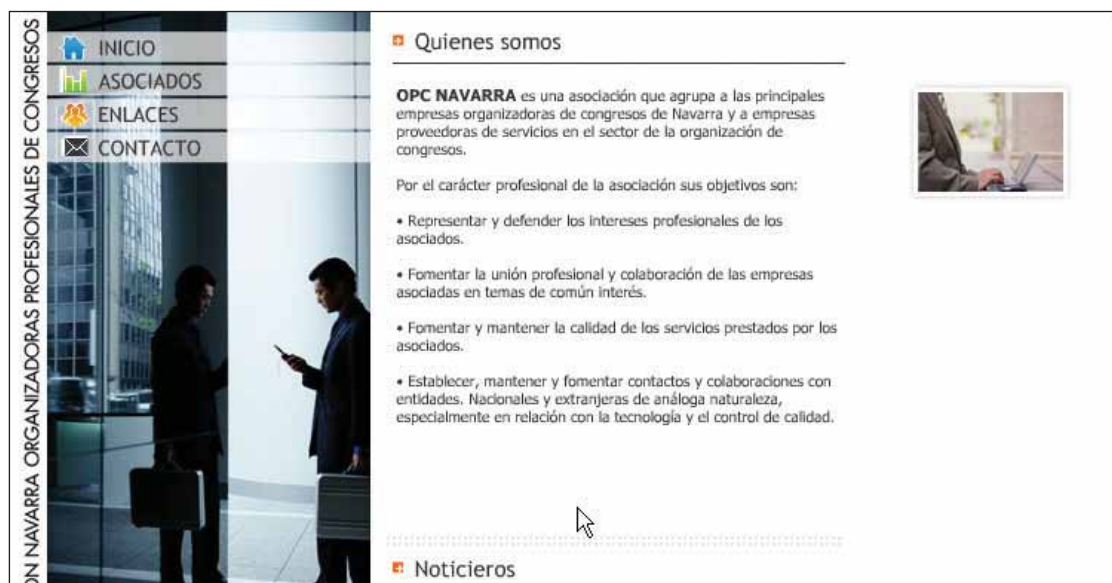 ON NAVARRA ORGANIZADORAS PROFESIONALES DE CONGRESOS
INICIO
ASOCIADOS
ENLACES
CONTACTO
Quienes somos
OPC NAVARRA es una asociación que agrupa a las principales
empresas organizadoras de congresos de Navarra y a empresas
proveedoras de servicios en el sector de la organización de
congresos.
Por el carácter profesional de la asociación sus objetivos son:
• Representar y defender los intereses profesionales de los
asociados.
• Fomentar la unión profesional y colaboración de las empresas
asociadas en temas de común interés.
• Fomentar y mantener la calidad de los servicios prestados por los
asociados.
• Establecer, mantener y fomentar contactos y colaboraciones con
entidades. Nacionales y extranjeras de análoga naturaleza,
especialmente en relación con la tecnología y el control de calidad.
Noticieros